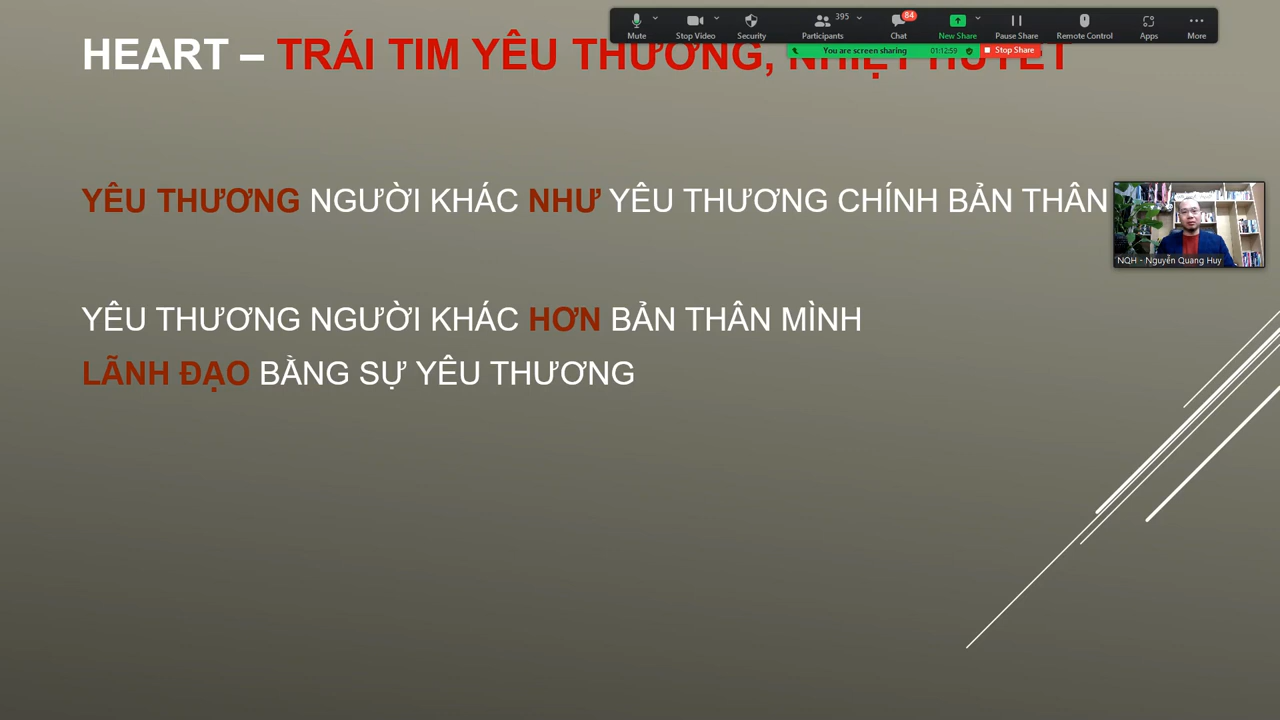 395
84
Mute
Stop Video
Security
Participants
Chat
New Share
Pause Share
Remote Control
Apps
More
You are screen sharing
01:12:59
Stop Share
HEART – TRÁI TIM YÊU THƯƠNG, NHIỆT HUYẾT
YÊU THƯƠNG NGƯỜI KHÁC NHƯ YÊU THƯƠNG CHÍNH BẢN THÂN
NQH - Nguyễn Quang Huy
YÊU THƯƠNG NGƯỜI KHÁC HƠN BẢN THÂN MÌNH
LÃNH ĐẠO BẰNG SỰ YÊU THƯƠNG